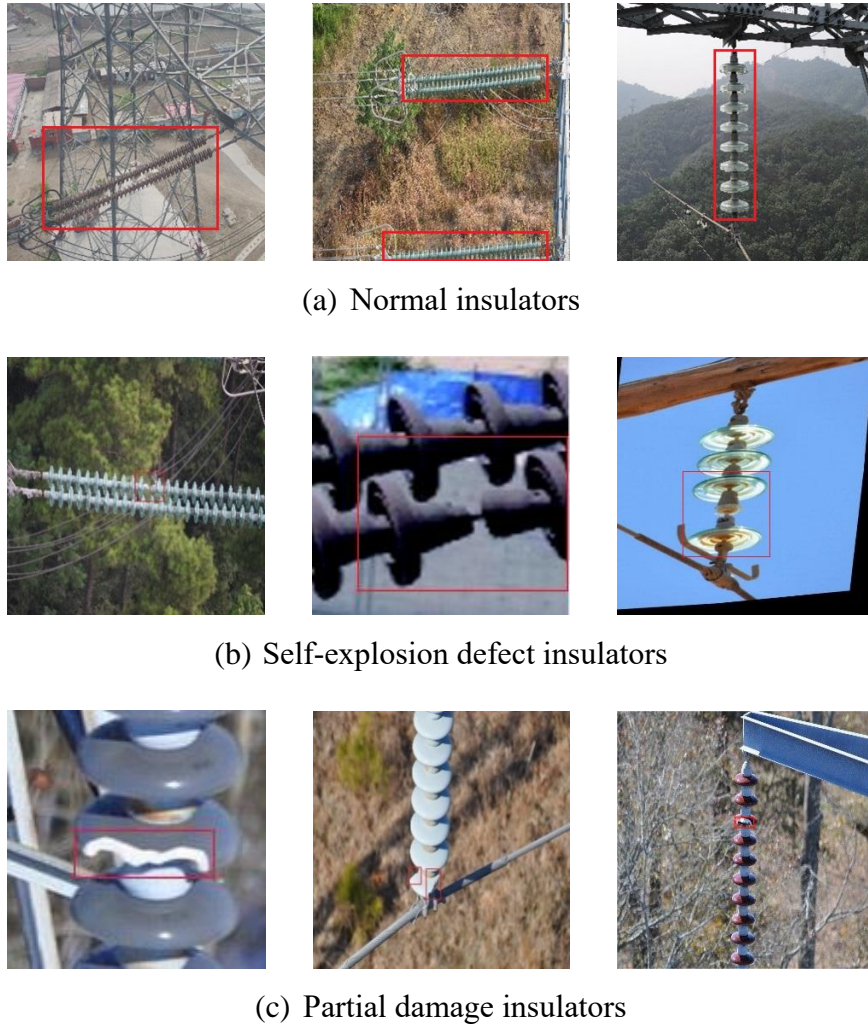 (a) Normal insulators
(b) Self-explosion defect insulators
(c) Partial damage insulators